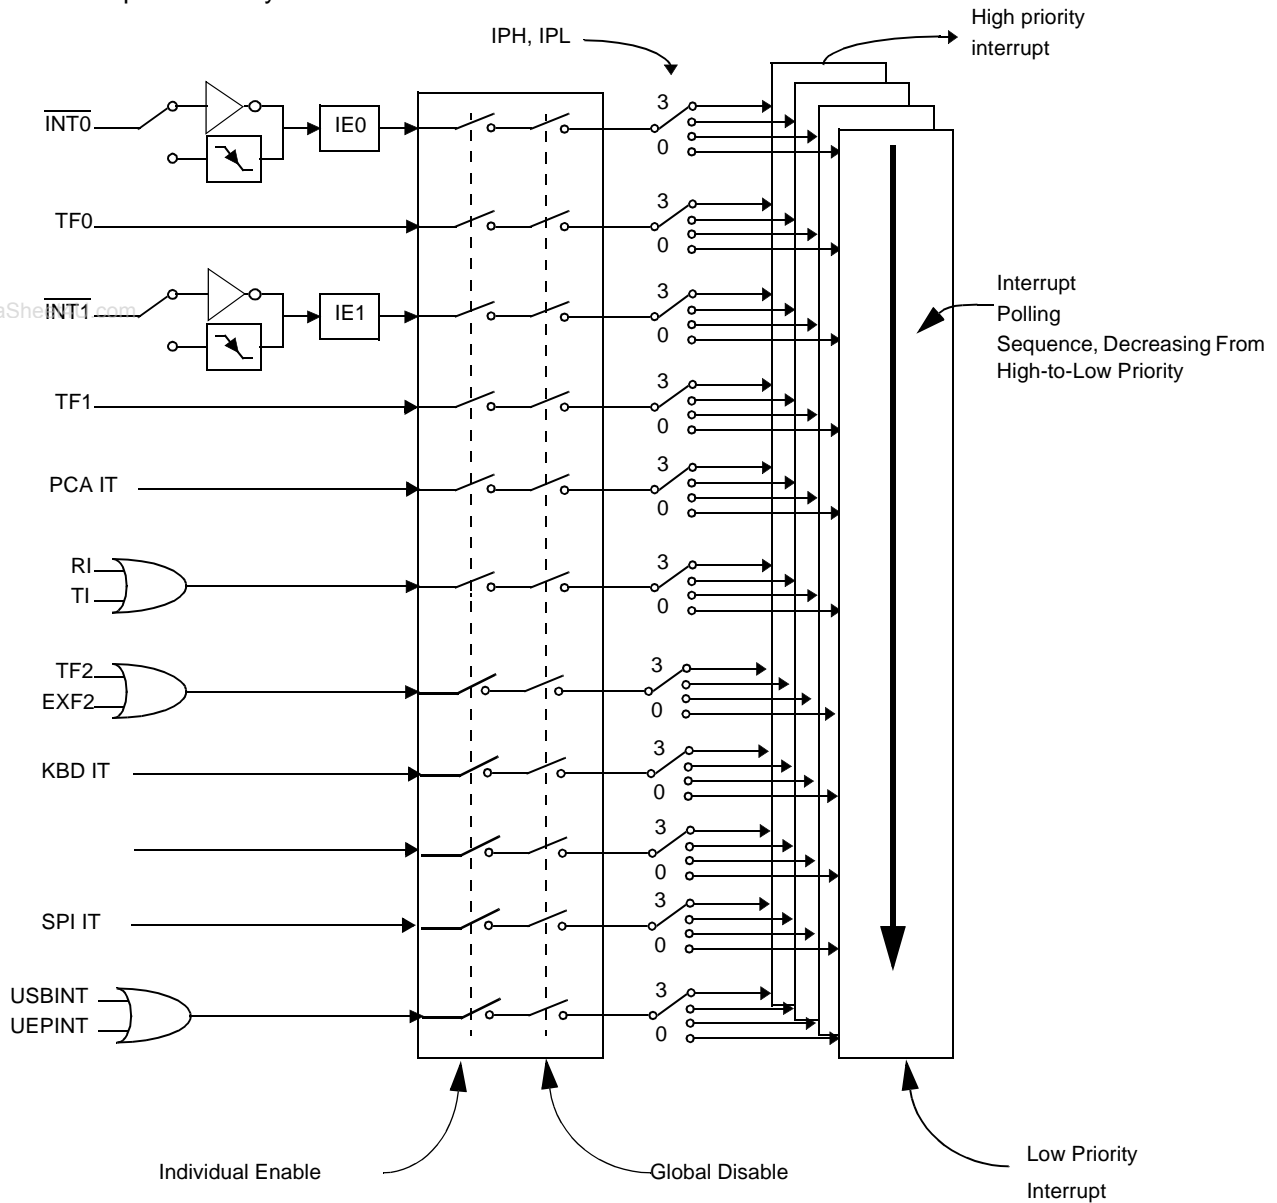 High priority
interrupt
IPH, IPL
INT0
IE0
3
0
TF0
3
0
INT1
IE1
3
0
Interrupt
Polling
Sequence, Decreasing From
High-to-Low Priority
TF1
3
0
PCA IT
3
0
RI
TI
3
0
TF2
EXF2
3
0
KBD IT
3
0
3
0
SPI IT
3
0
USBINT
UEPINT
3
0
Individual Enable
Global Disable
Low Priority
Interrupt